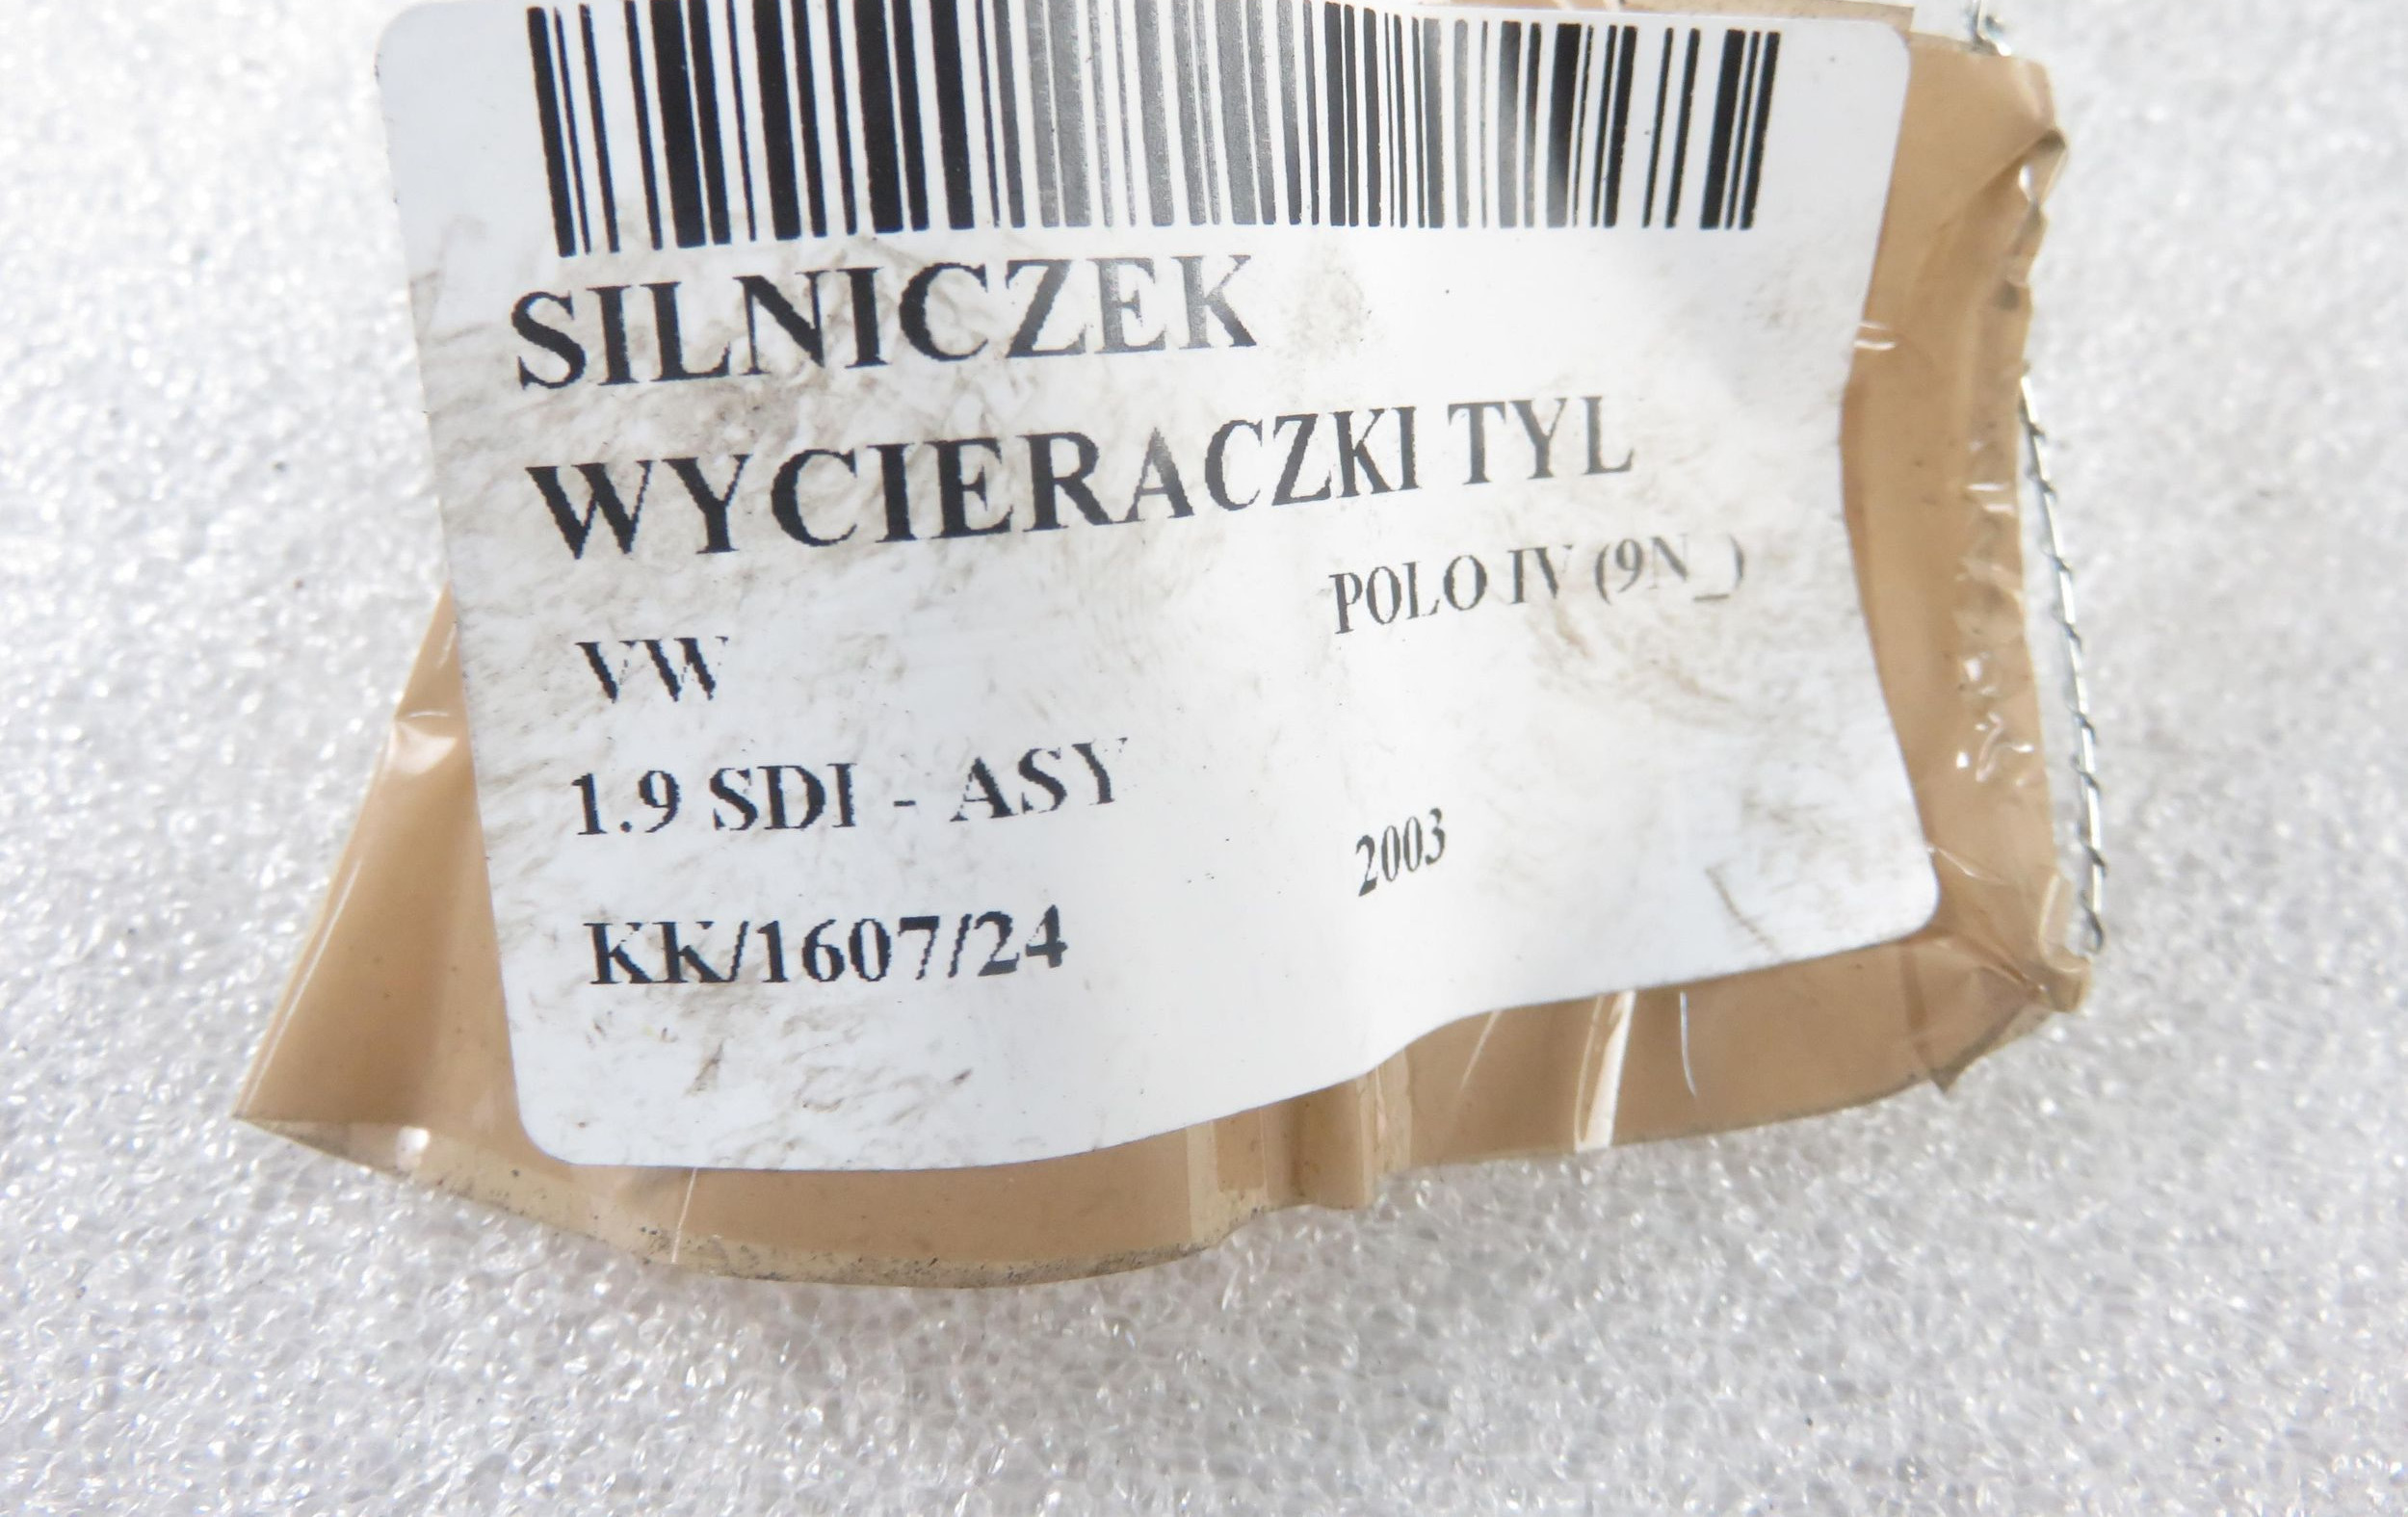 SILNICZEK
WYCIERACZKI TYL
VW POLO IV (9N_)
1.9 SDI - ASY 2003
KK/1607/24